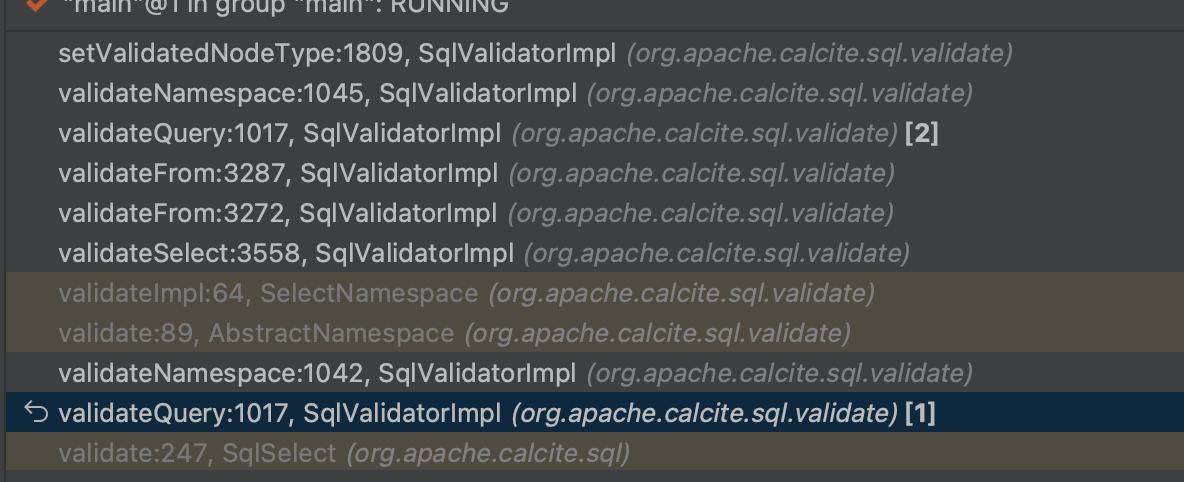 "main"@1 in group "main": RUNNING
setValidatedNodeType:1809, SqlValidatorImpl (org.apache.calcite.sql.validate)
validateNamespace:1045, SqlValidatorImpl (org.apache.calcite.sql.validate)
validateQuery:1017, SqlValidatorImpl (org.apache.calcite.sql.validate) [2]
validateFrom:3287, SqlValidatorImpl (org.apache.calcite.sql.validate)
validateFrom:3272, SqlValidatorImpl (org.apache.calcite.sql.validate)
validateSelect:3558, SqlValidatorImpl (org.apache.calcite.sql.validate)
validateImpl:64, SelectNamespace (org.apache.calcite.sql.validate)
validate:89, AbstractNamespace (org.apache.calcite.sql.validate)
validateNamespace:1042, SqlValidatorImpl (org.apache.calcite.sql.validate)
validateQuery:1017, SqlValidatorImpl (org.apache.calcite.sql.validate) [1]
validate:247, SqlSelect (org.apache.calcite.sql)